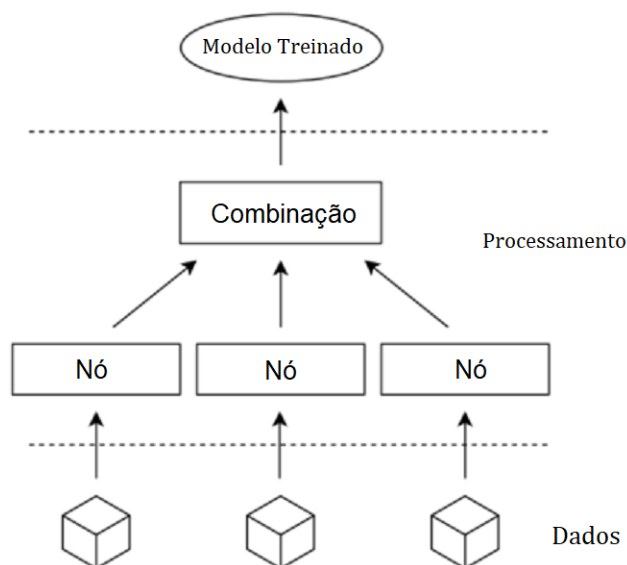 Modelo Treinado
Combinação
Processamento
Nó
Nó
Nó
Dados